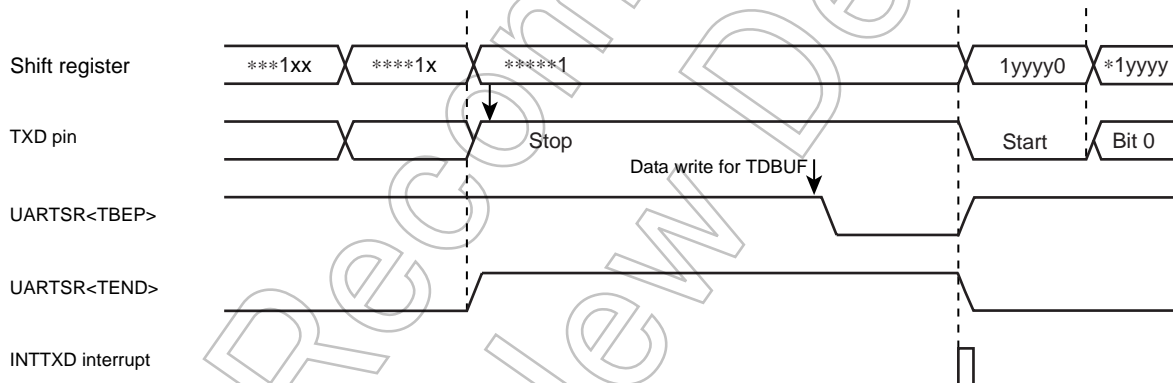 Shift register ***1xx ****1x *****1 1yyyy0 *1yyyy
TXD pin Stop Start Bit 0
Data write for TDBUF
UARTSR<TBEP>
UARTSR<TEND>
INTTXD interrupt